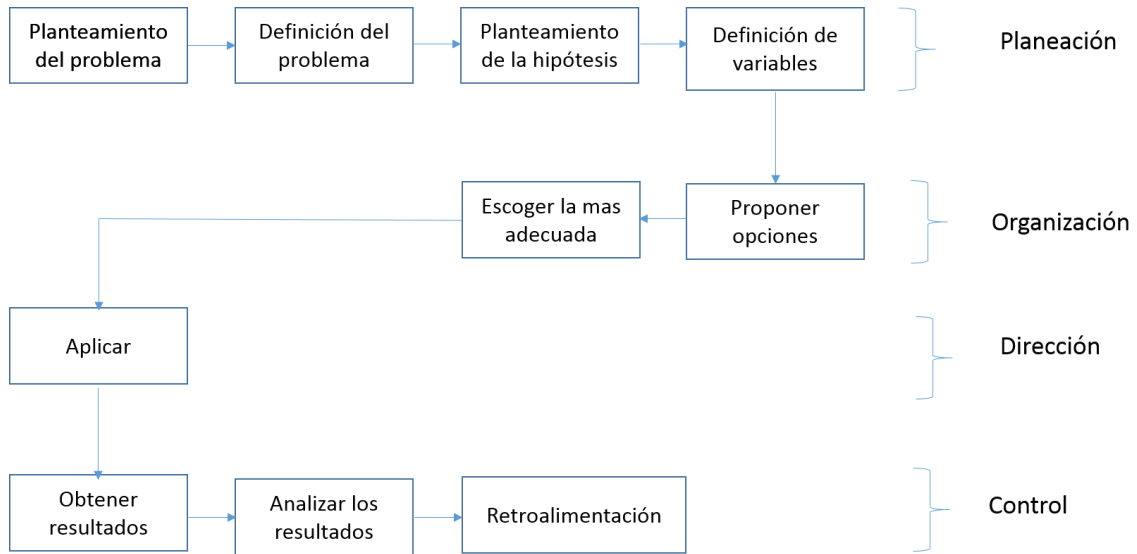 Planteamiento
del problema
Definición del
problema
Planteamiento
de la hipótesis
Definición de
variables
Planeación
Escoger la mas
adecuada
Proponer
opciones
Organización
Aplicar
Dirección
Obtener
resultados
Analizar los
resultados
Retroalimentación
Control